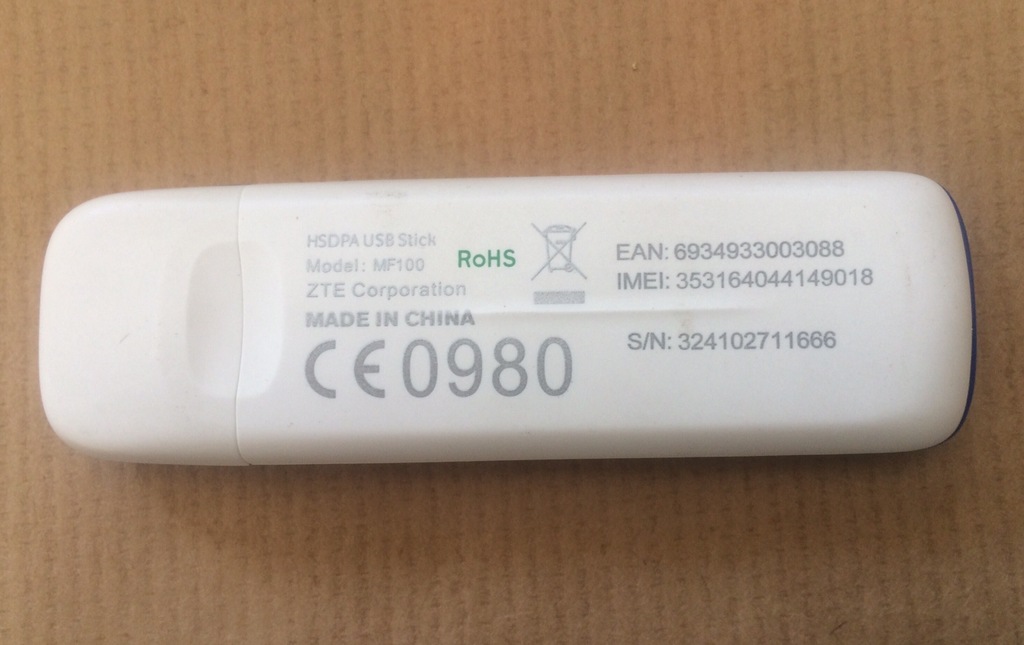 HSDPA USB Stick
Model: MF100
ZTE Corporation
MADE IN CHINA
CE0980
RoHS
EAN: 6934933003088
IMEI: 353164044149018
S/N: 324102711666